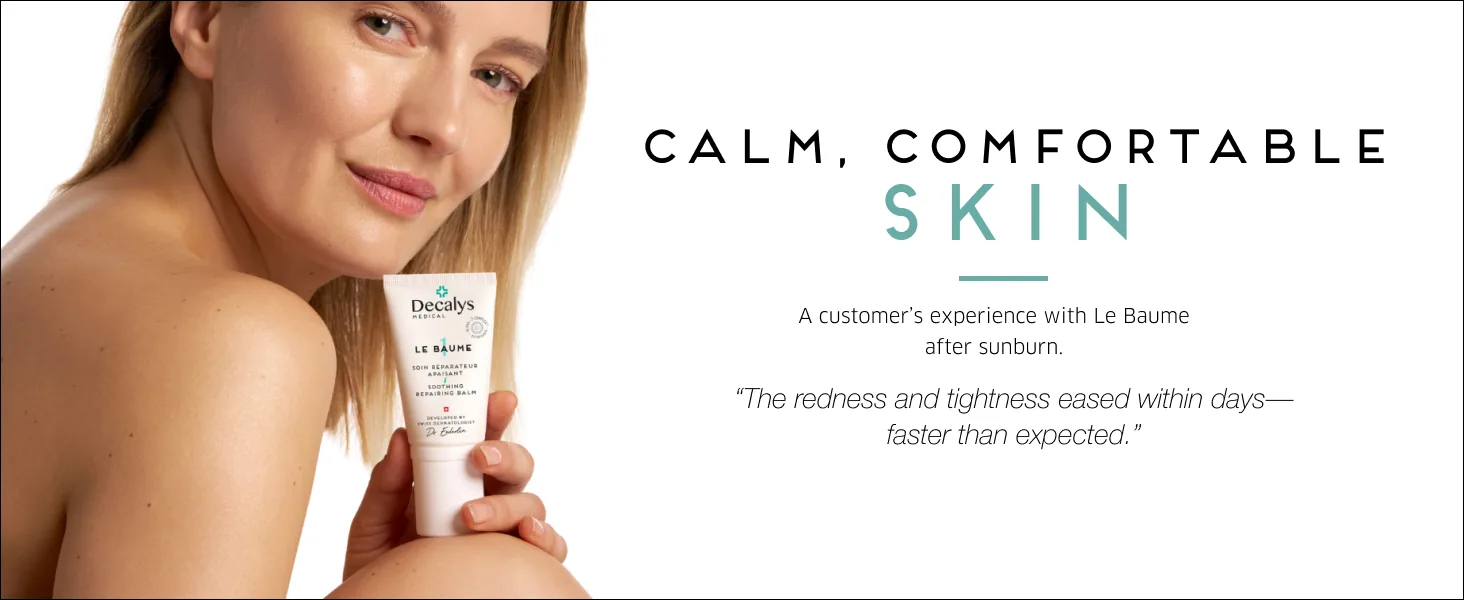 CALM, COMFORTABLE
SKIN
A customer’s experience with Le Baume
after sunburn.
“The redness and tightness eased within days—
faster than expected.”
Decalys
MEDICAL
LE BAUME
1
SOIN RÉPARATEUR
APAISANT
/
SOOTHING
REPAIRING BALM
DEVELOPED BY
SWISS DERMATOLOGIST